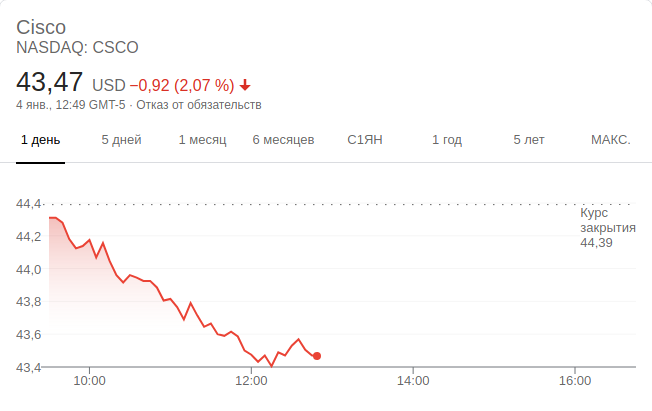 Cisco
NASDAQ: CSCO
43,47 USD −0,92 (2,07 %)
4 янв., 12:49 GMT-5 · Отказ от обязательств
1 день 5 дней 1 месяц 6 месяцев С1ЯН 1 год 5 лет МАКС.
44,4
Курс
закрытия
44,39
44,2
44,0
43,8
43,6
43,4
10:00 12:00 14:00 16:00